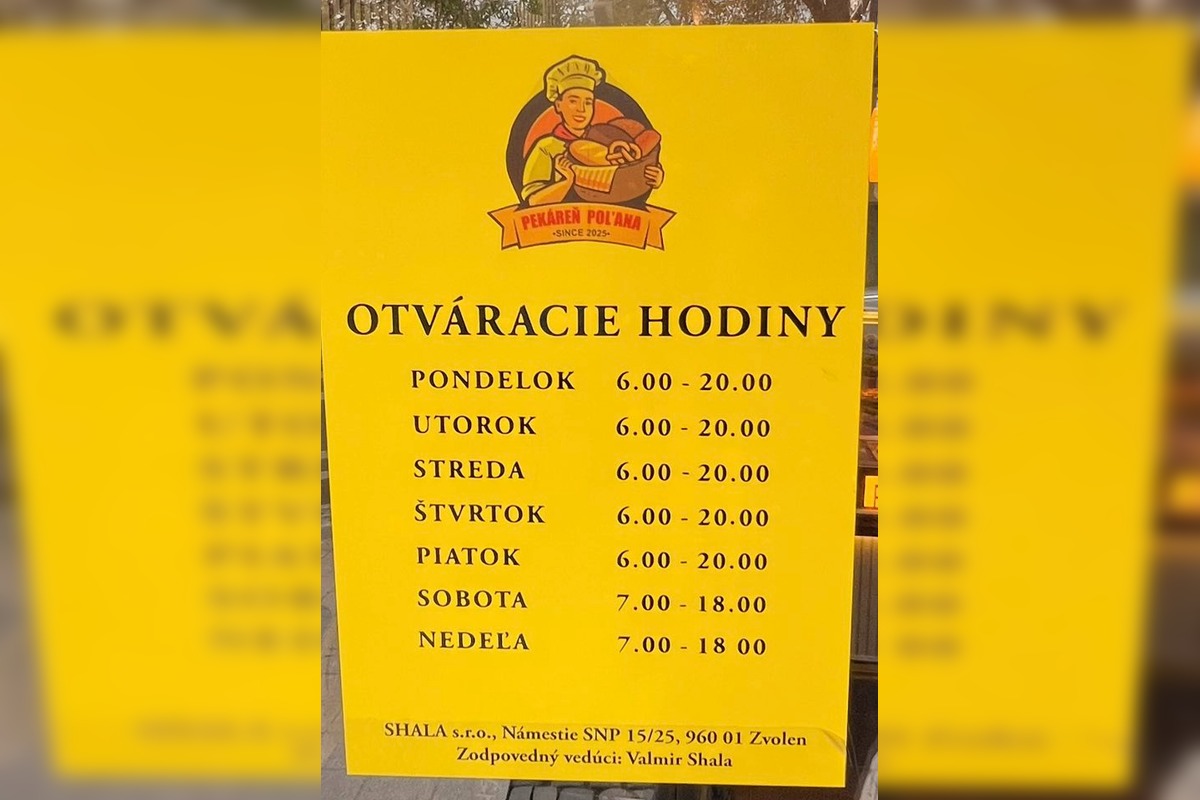 PEKÁREŇ POĽANA
•SINCE 2025•
OTVÁRACIE HODINY
PONDELOK 6.00 - 20.00
UTOROK 6.00 - 20.00
STREDA 6.00 - 20.00
ŠTVRTOK 6.00 - 20.00
PIATOK 6.00 - 20.00
SOBOTA 7.00 - 18.00
NEDEĽA 7.00 - 18 00
SHALA s.r.o., Námestie SNP 15/25, 960 01 Zvolen
Zodpovedný vedúci: Valmir Shala